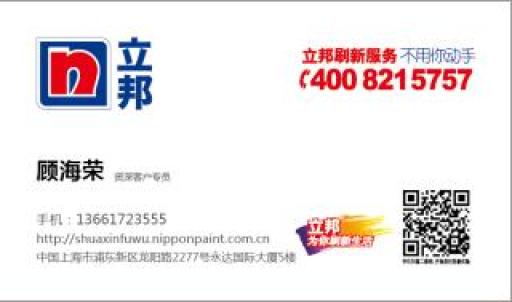 n
立
邦
立邦刷新服务 不用你动手
400 8215757
顾海荣 资深客户专员
手机：13661723555
http://shuaxinfuwu.nipponpaint.com.cn
中国上海市浦东新区龙阳路2277号永达国际大厦5楼
立邦
为你刷新生活